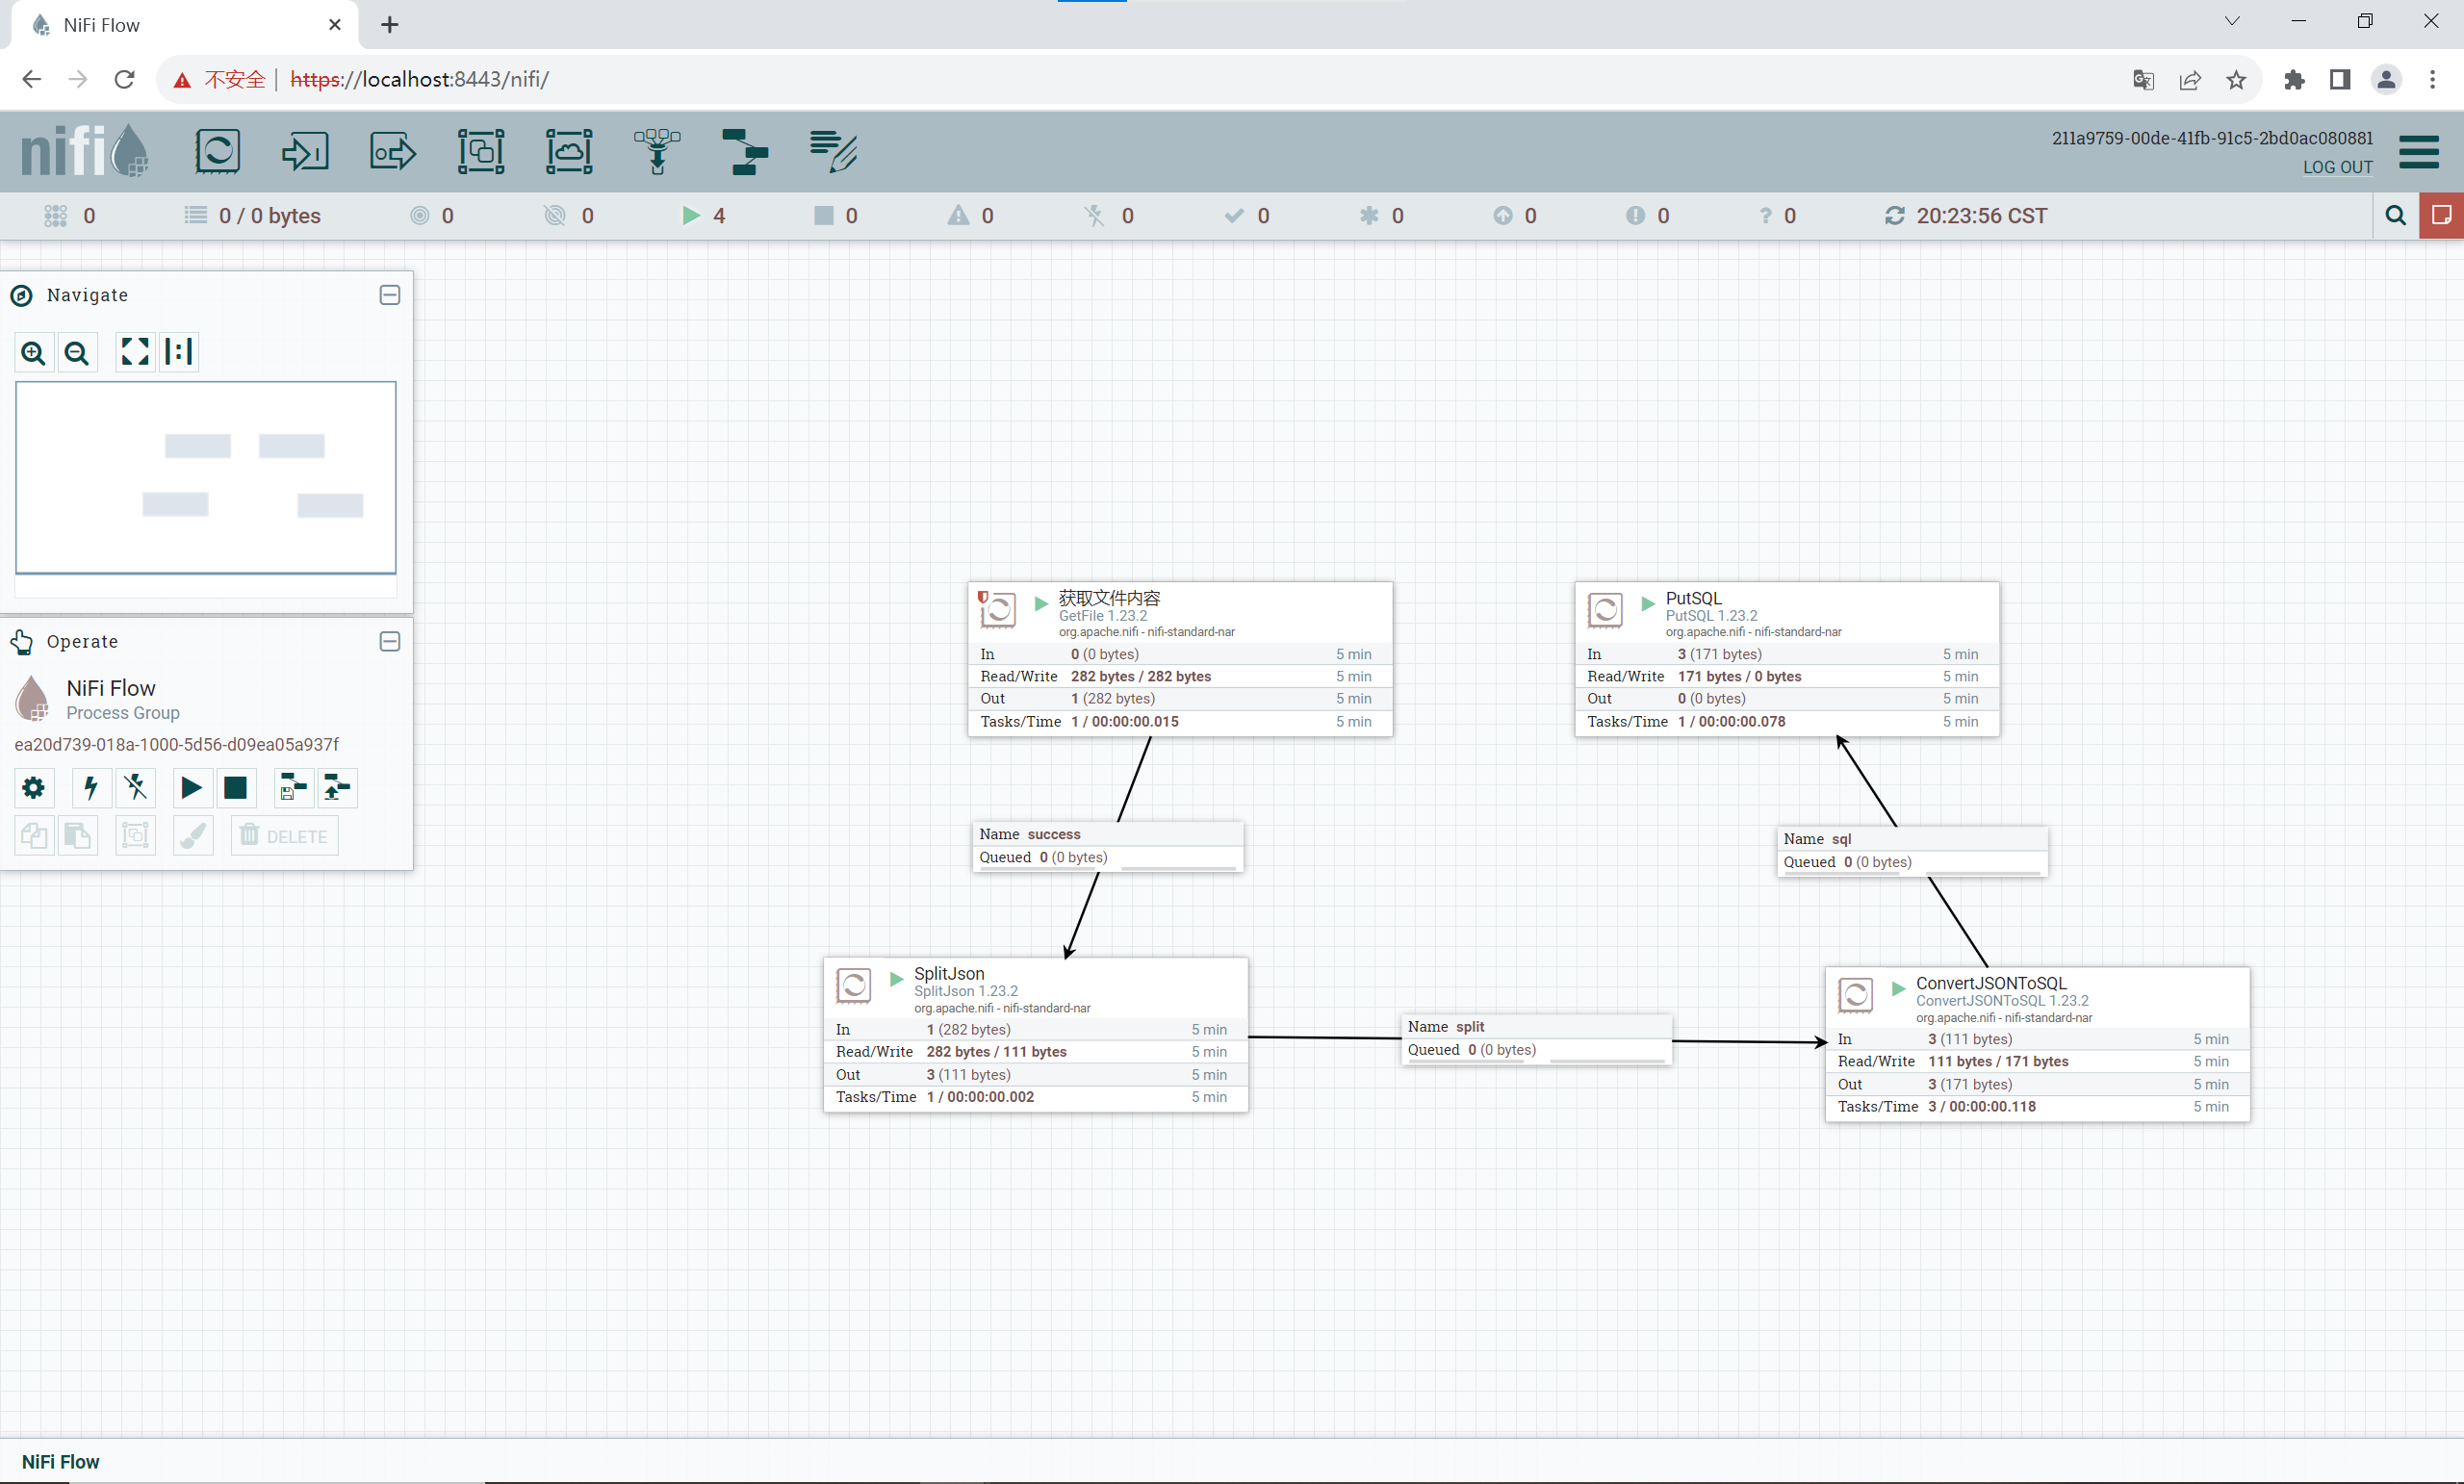 NiFi Flow
不安全 https://localhost:8443/nifi/
nifi
211a9759-00de-41fb-91c5-2bd0ac080881
LOG OUT
0 0 / 0 bytes 0 0 4 0 0 0 0 0 0 0 0 20:23:56 CST
Navigate
Operate
NiFi Flow
Process Group
ea20d739-018a-1000-5d56-d09ea05a937f
DELETE
获取文件内容
GetFile 1.23.2
org.apache.nifi - nifi-standard-nar
In 0 (0 bytes) 5 min
Read/Write 282 bytes / 282 bytes 5 min
Out 1 (282 bytes) 5 min
Tasks/Time 1 / 00:00:00.015 5 min
PutSQL
PutSQL 1.23.2
org.apache.nifi - nifi-standard-nar
In 3 (171 bytes) 5 min
Read/Write 171 bytes / 0 bytes 5 min
Out 0 (0 bytes) 5 min
Tasks/Time 1 / 00:00:00.078 5 min
Name success
Queued 0 (0 bytes)
Name sql
Queued 0 (0 bytes)
SplitJson
SplitJson 1.23.2
org.apache.nifi - nifi-standard-nar
In 1 (282 bytes) 5 min
Read/Write 282 bytes / 111 bytes 5 min
Out 3 (111 bytes) 5 min
Tasks/Time 1 / 00:00:00.002 5 min
Name split
Queued 0 (0 bytes)
ConvertJSONToSQL
ConvertJSONToSQL 1.23.2
org.apache.nifi - nifi-standard-nar
In 3 (111 bytes) 5 min
Read/Write 111 bytes / 171 bytes 5 min
Out 3 (171 bytes) 5 min
Tasks/Time 3 / 00:00:00.118 5 min
NiFi Flow